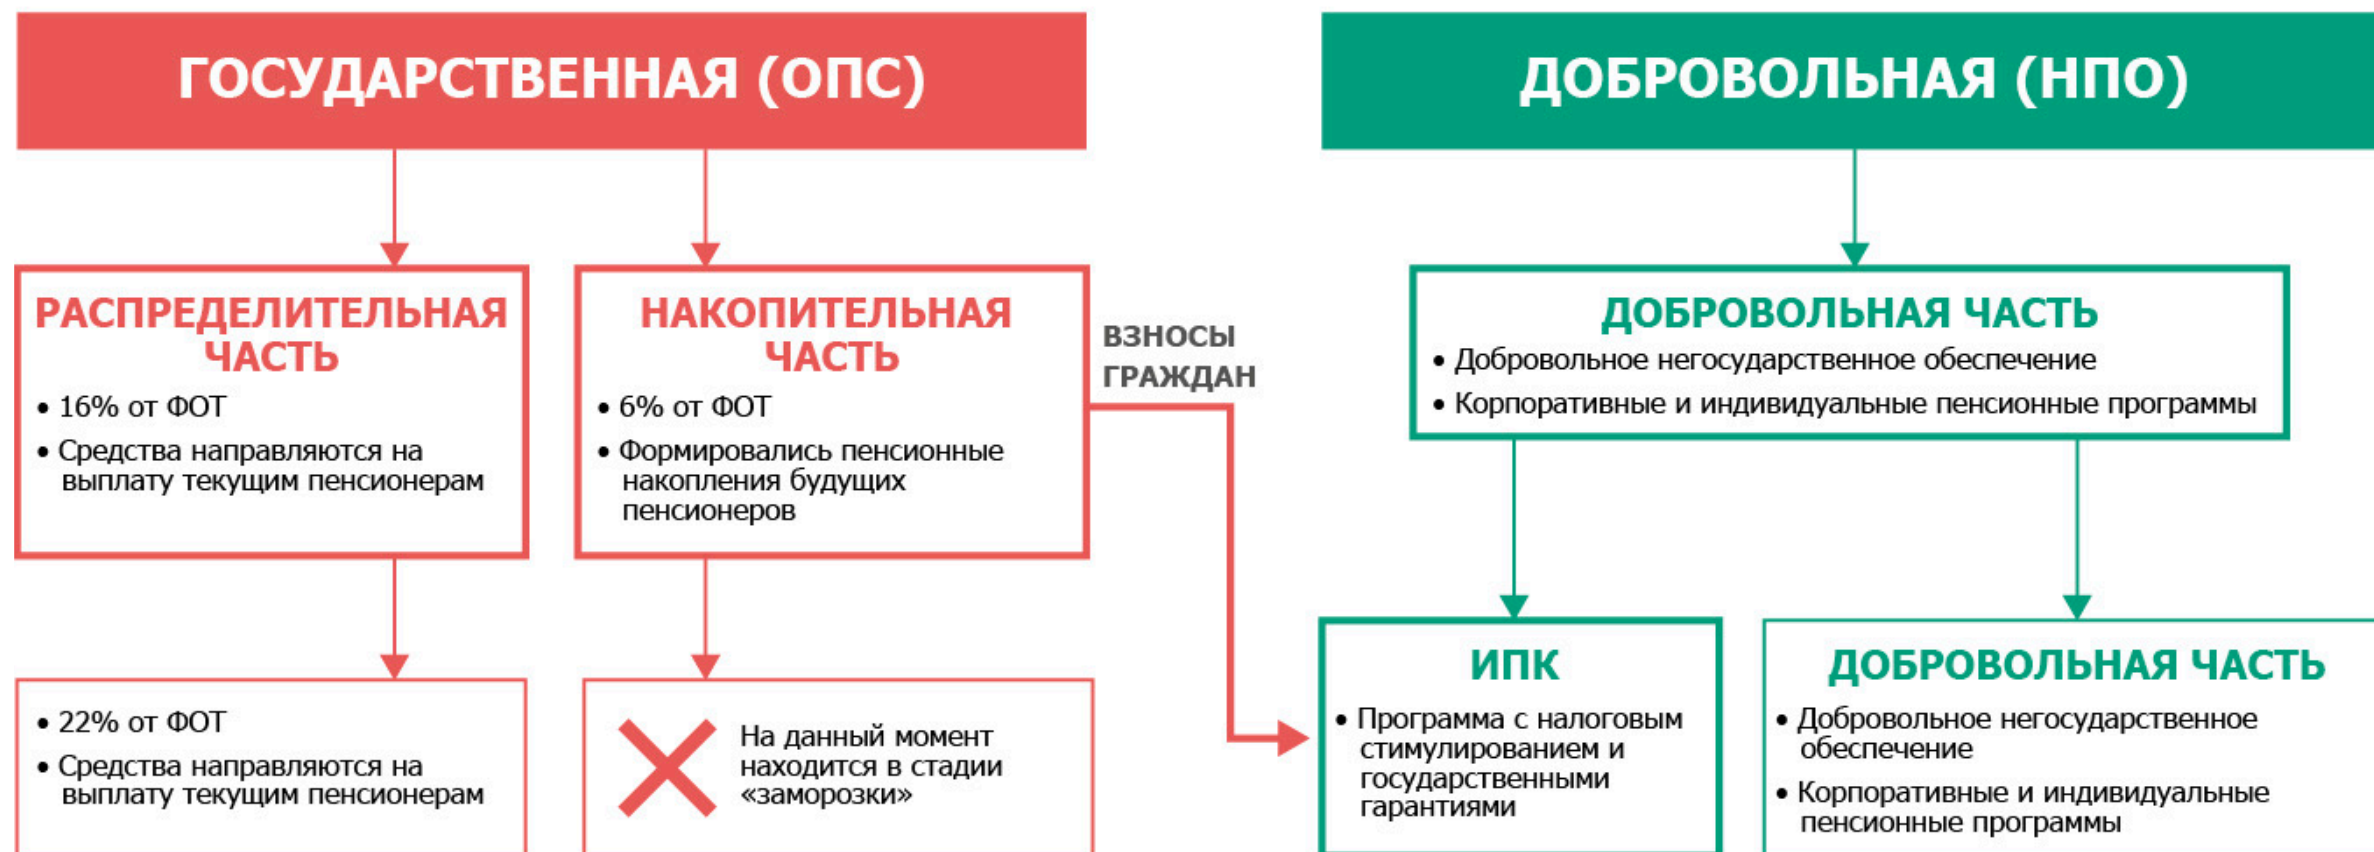 ГОСУДАРСТВЕННАЯ (ОПС)
ДОБРОВОЛЬНАЯ (НПО)
РАСПРЕДЕЛИТЕЛЬНАЯ
ЧАСТЬ
• 16% от ФОТ
• Средства направляются на
выплату текущим пенсионерам
НАКОПИТЕЛЬНАЯ
ЧАСТЬ
• 6% от ФОТ
• Формировались пенсионные
накопления будущих
пенсионеров
ВЗНОСЫ
ГРАЖДАН
ДОБРОВОЛЬНАЯ ЧАСТЬ
• Добровольное негосударственное обеспечение
• Корпоративные и индивидуальные пенсионные программы
• 22% от ФОТ
• Средства направляются на
выплату текущим пенсионерам
На данный момент
находится в стадии
«заморозки»
ИПК
• Программа с налоговым
стимулированием и
государственными
гарантиями
ДОБРОВОЛЬНАЯ ЧАСТЬ
• Добровольное негосударственное
обеспечение
• Корпоративные и индивидуальные
пенсионные программы